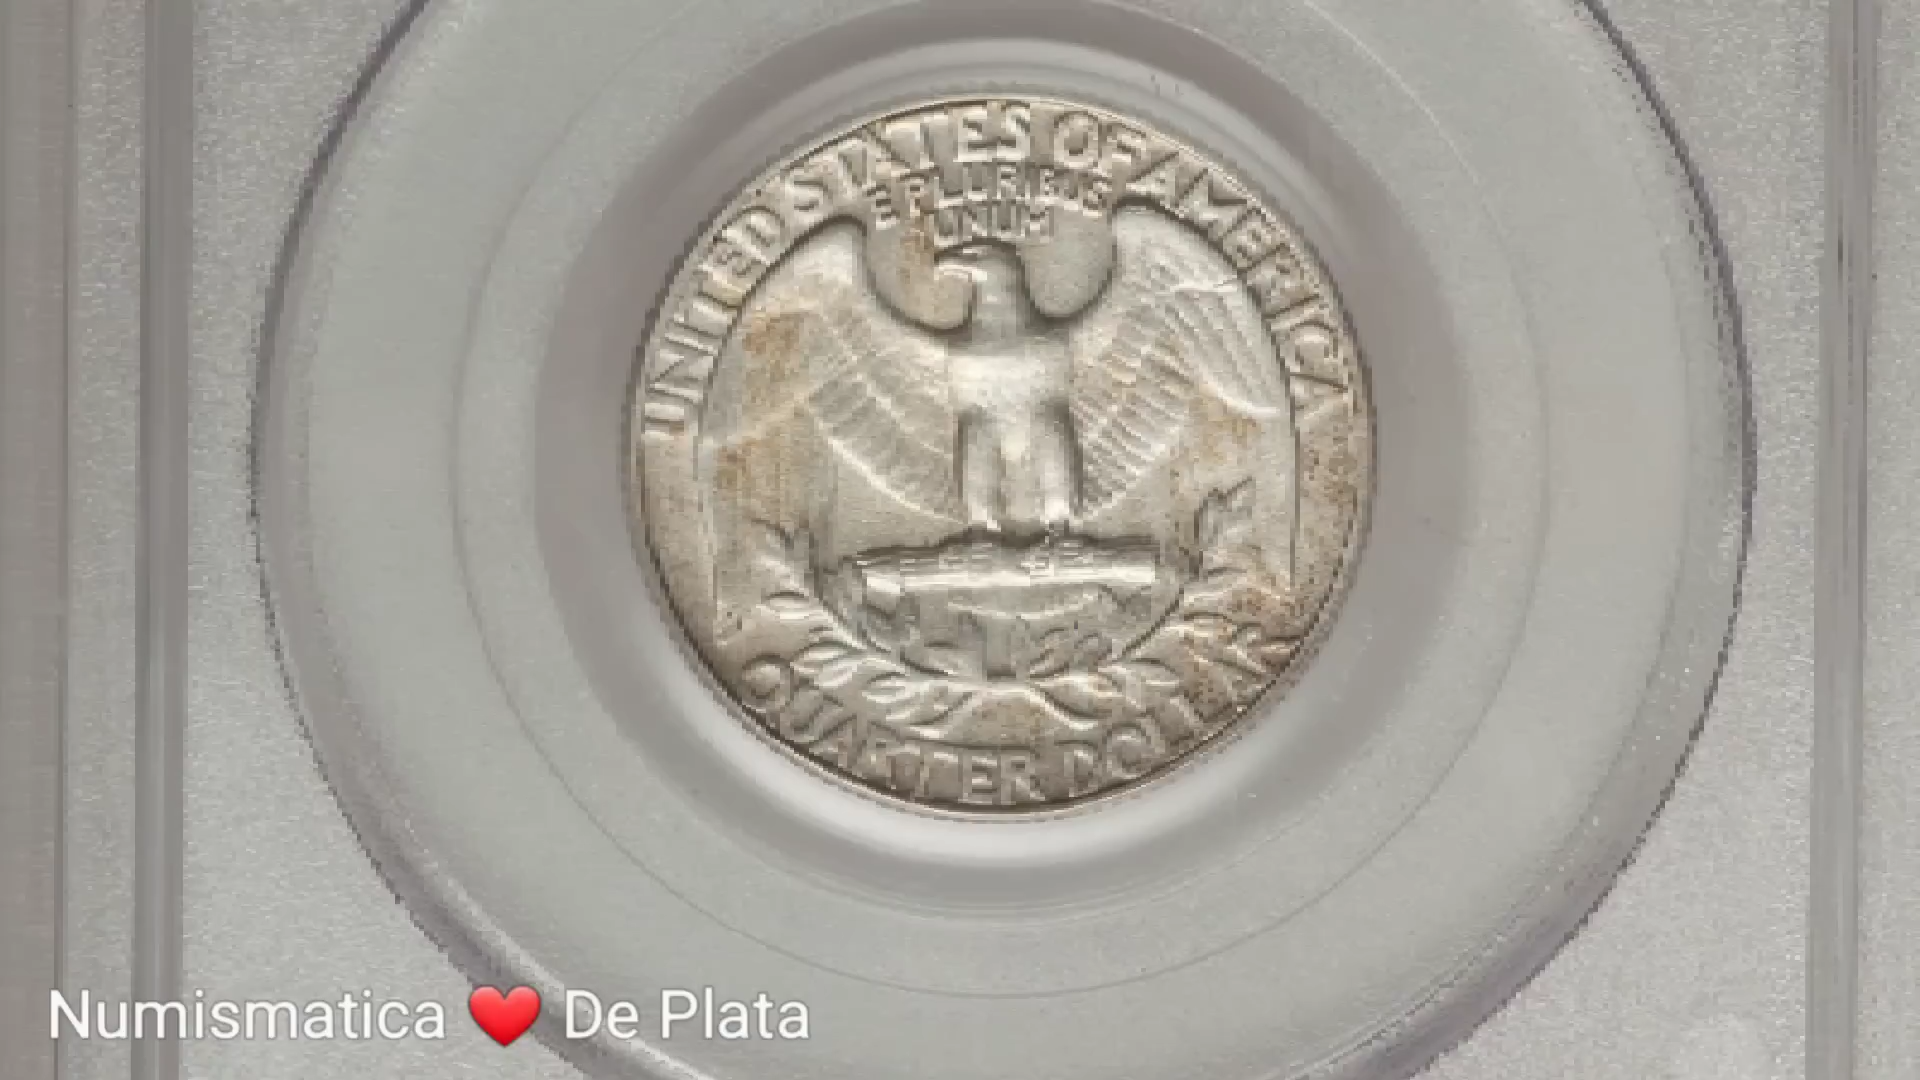 UNITED STATES OF AMERICA
E PLURIBUS
UNUM
QUARTER DOLLAR
Numismatica ❤️ De Plata